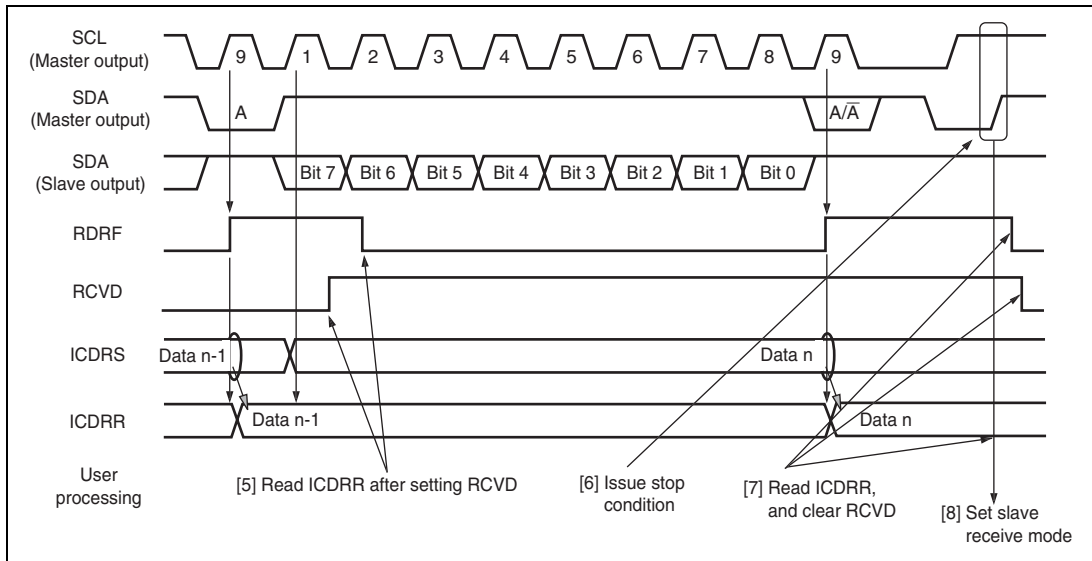 SCL
(Master output)
9 1 2 3 4 5 6 7 8 9
SDA
(Master output)
A A/A̅
SDA
(Slave output)
Bit 7 Bit 6 Bit 5 Bit 4 Bit 3 Bit 2 Bit 1 Bit 0
RDRF
RCVD
ICDRS
Data n-1 Data n
ICDRR
Data n-1 Data n
User
processing
[5] Read ICDRR after setting RCVD
[6] Issue stop
condition
[7] Read ICDRR,
and clear RCVD
[8] Set slave
receive mode